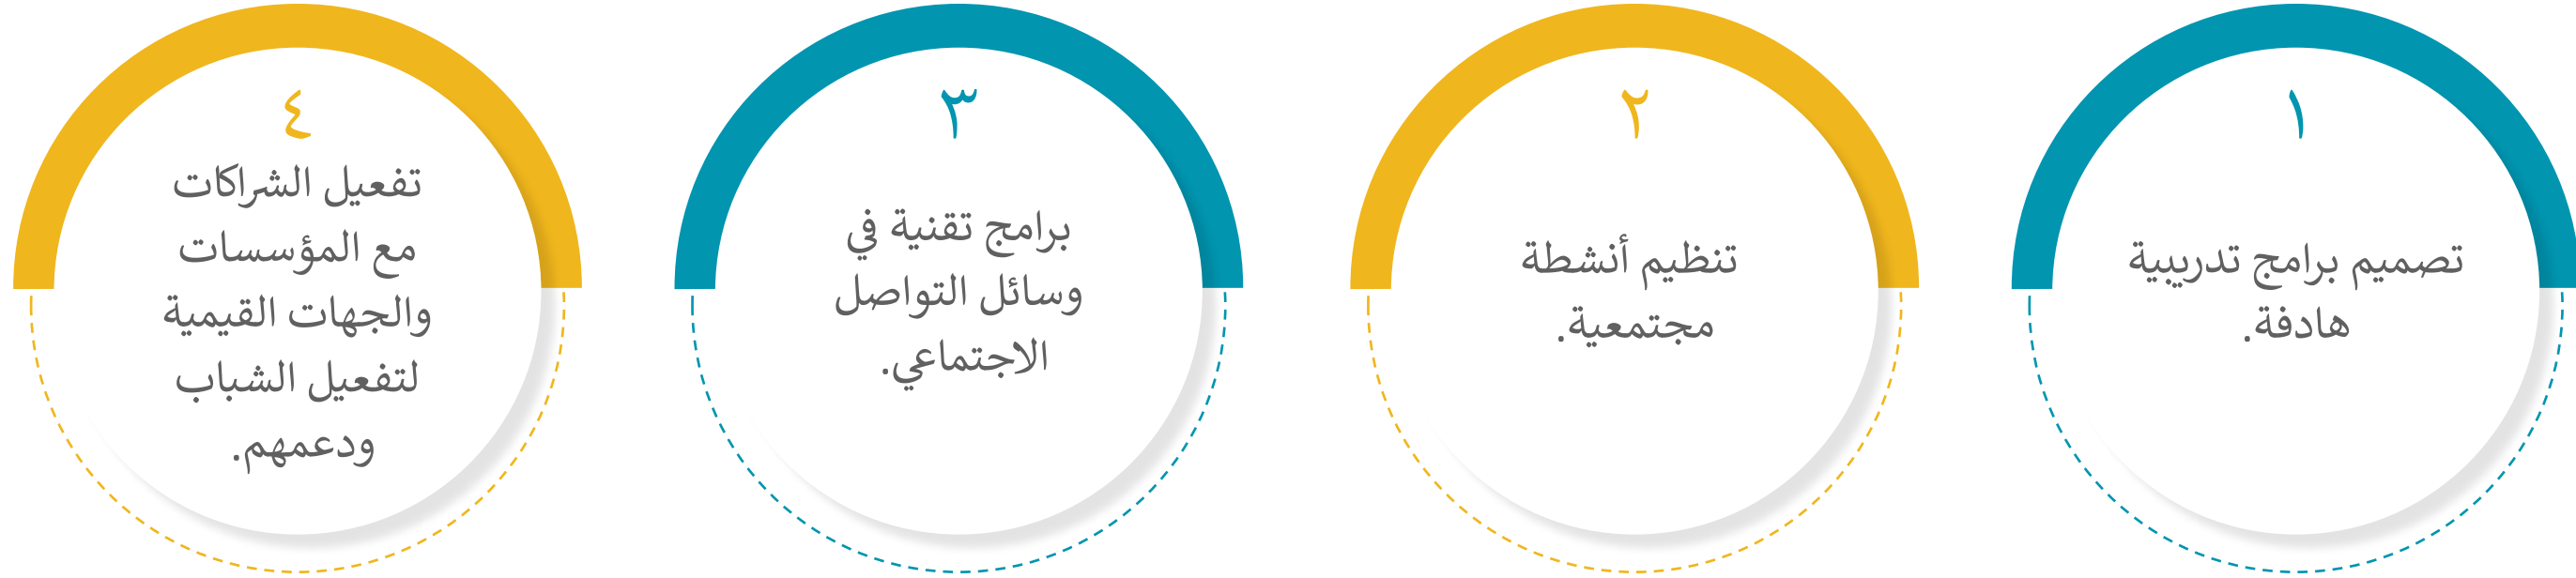 ١
تصميم برامج تدريبية
هادفة.
٢
تنظيم أنشطة
مجتمعية.
٣
برامج تقنية في
وسائل التواصل
الاجتماعي.
٤
تفعيل الشراكات
مع المؤسسات
والجهات القيمية
لتفعيل الشباب
ودعمهم.